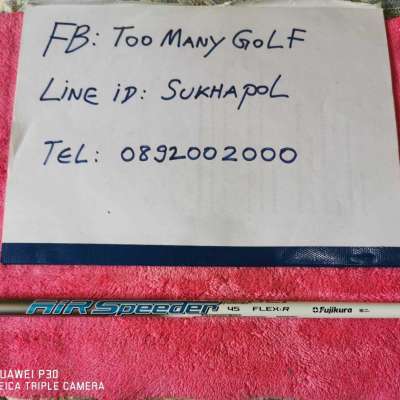 FB: TOO MANY GOLF
LINE iD: SUKHAPOL
TEL: 0892002000
AiR Speeder 45 FLEX:R Fujikura
HUAWEI P30
LEICA TRIPLE CAMERA